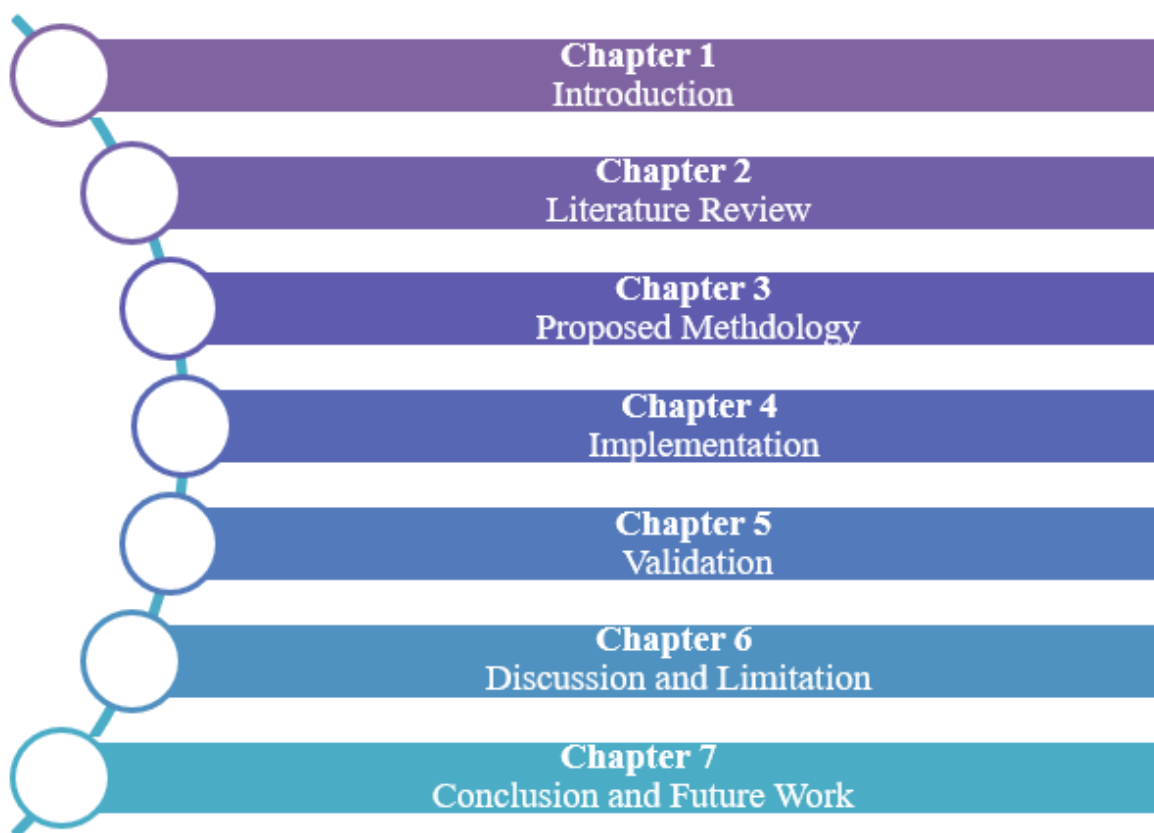 Chapter 1
Introduction
Chapter 2
Literature Review
Chapter 3
Proposed Methdology
Chapter 4
Implementation
Chapter 5
Validation
Chapter 6
Discussion and Limitation
Chapter 7
Conclusion and Future Work